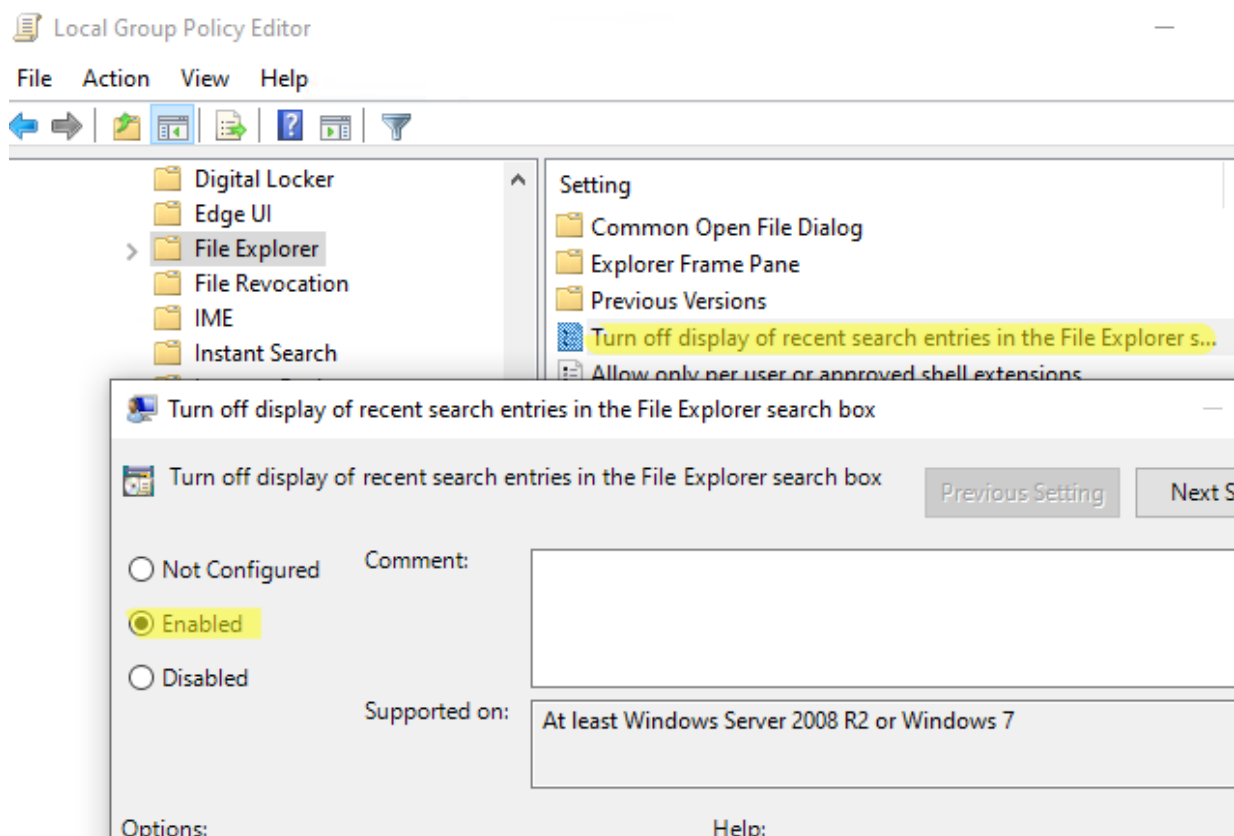 Local Group Policy Editor
File Action View Help
Digital Locker
Edge UI
File Explorer
File Revocation
IME
Instant Search
Setting
Common Open File Dialog
Explorer Frame Pane
Previous Versions
Turn off display of recent search entries in the File Explorer s...
Allow only per user or approved shell extensions
Turn off display of recent search entries in the File Explorer search box
Turn off display of recent search entries in the File Explorer search box
Previous Setting
Next S
Not Configured
Comment:
Enabled
Disabled
Supported on:
At least Windows Server 2008 R2 or Windows 7
Options:
Help: